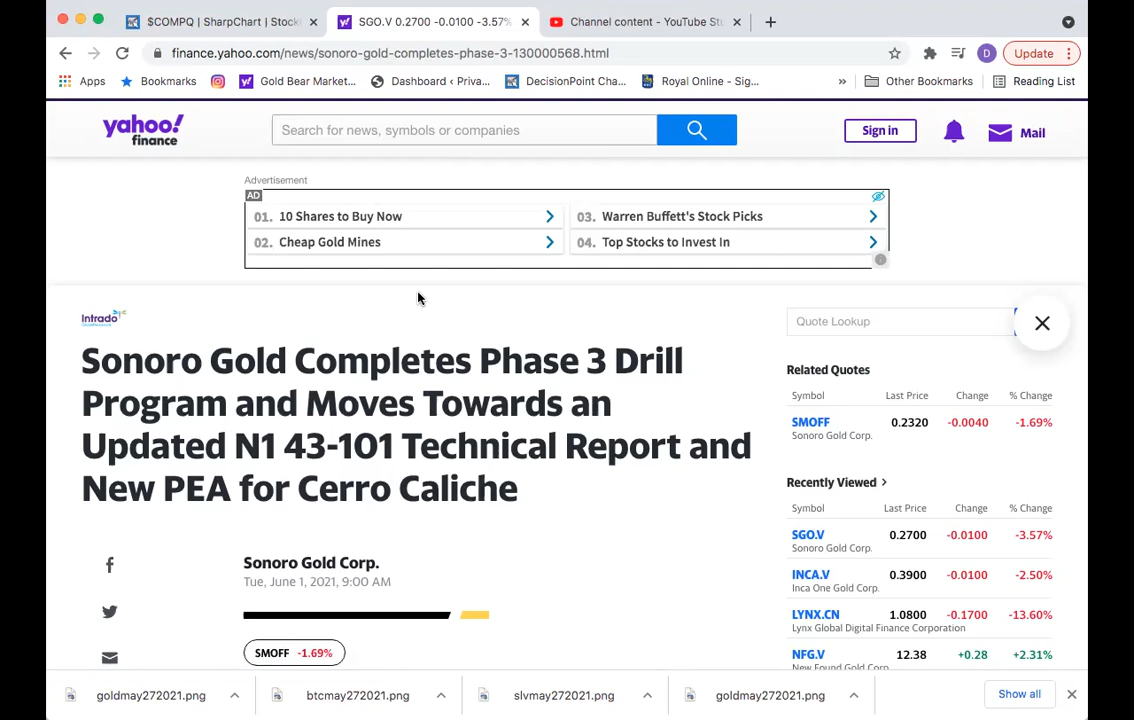 $COMPQ | SharpChart | Stock
SGO.V 0.2700 -0.0100 -3.57%
Channel content - YouTube St
finance.yahoo.com/news/sonoro-gold-completes-phase-3-130000568.html
D
Update
Apps
Bookmarks
Gold Bear Market...
Dashboard ‹ Priva...
DecisionPoint Cha...
Royal Online - Sig...
»
Other Bookmarks
Reading List
yahoo!
finance
Search for news, symbols or companies
Sign in
Mail
Advertisement
AD
01. 10 Shares to Buy Now
03. Warren Buffett's Stock Picks
02. Cheap Gold Mines
04. Top Stocks to Invest In
Intrado
Quote Lookup
Sonoro Gold Completes Phase 3 Drill
Program and Moves Towards an
Updated N1 43-101 Technical Report and
New PEA for Cerro Caliche
Related Quotes
Symbol Last Price Change % Change
SMOFF 0.2320 -0.0040 -1.69%
Sonoro Gold Corp.
Recently Viewed
Symbol Last Price Change % Change
SGO.V 0.2700 -0.0100 -3.57%
Sonoro Gold Corp.
INCA.V 0.3900 -0.0100 -2.50%
Inca One Gold Corp.
LYNX.CN 1.0800 -0.1700 -13.60%
Lynx Global Digital Finance Corporation
NFG.V 12.38 +0.28 +2.31%
New Found Gold Corp.
Sonoro Gold Corp.
Tue, June 1, 2021, 9:00 AM
SMOFF -1.69%
goldmay272021.png
btcmay272021.png
slvmay272021.png
goldmay272021.png
Show all